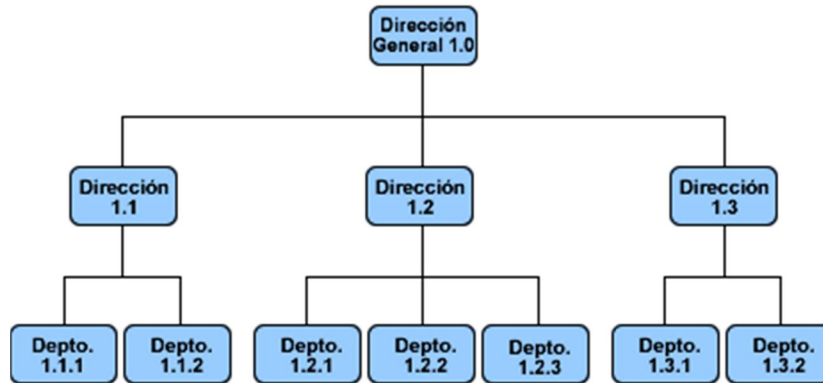 Dirección
General 1.0
Dirección
1.1
Dirección
1.2
Dirección
1.3
Depto.
1.1.1
Depto.
1.1.2
Depto.
1.2.1
Depto.
1.2.2
Depto.
1.2.3
Depto.
1.3.1
Depto.
1.3.2